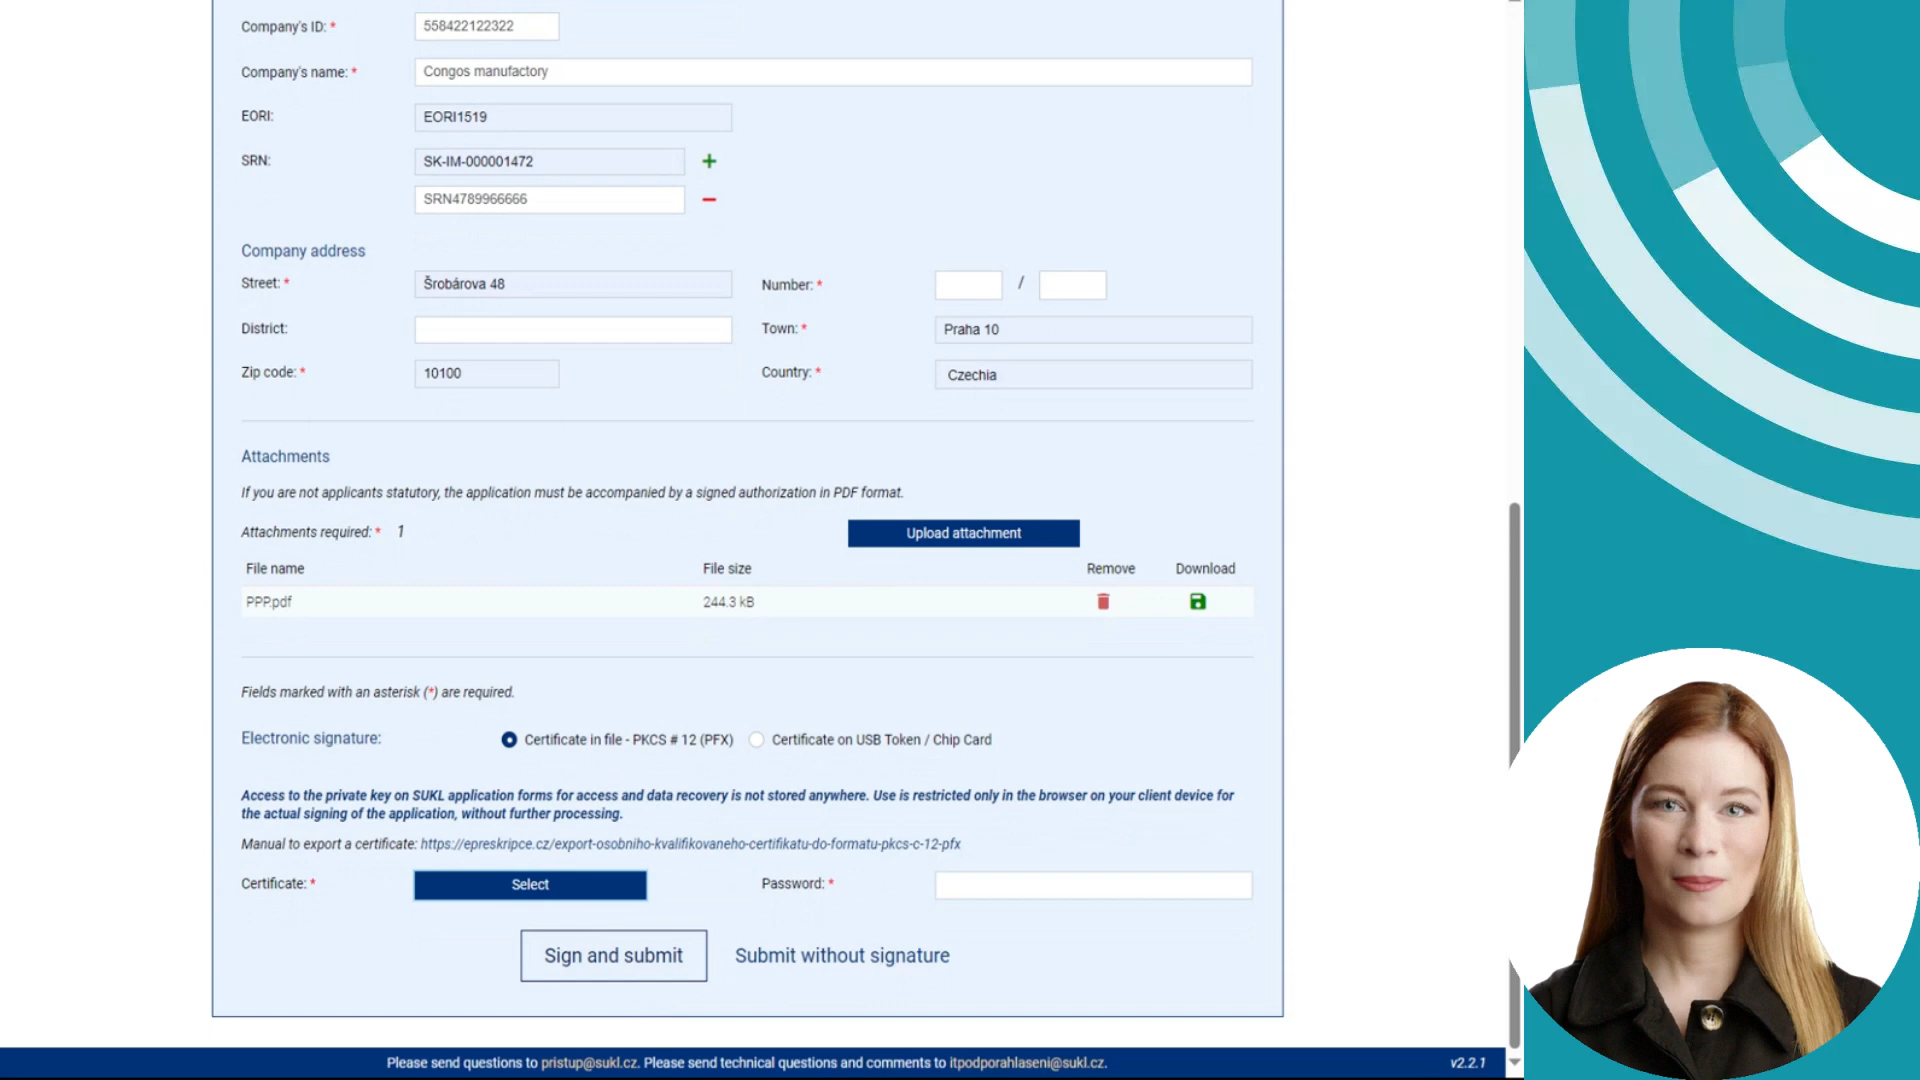 Company's ID: * 558422122322
Company's name: * Congos manufactory
EORI: EORI1519
SRN: SK-IM-000001472 +
SRN4789966666 −
Company address
Street: * Šrobárova 48 Number: * /
District: Town: * Praha 10
Zip code: * 10100 Country: * Czechia
Attachments
If you are not applicants statutory, the application must be accompanied by a signed authorization in PDF format.
Attachments required: * 1 Upload attachment
File name File size Remove Download
PPP.pdf 244.3 kB
Fields marked with an asterisk (*) are required.
Electronic signature: Certificate in file - PKCS # 12 (PFX) Certificate on USB Token / Chip Card
Access to the private key on SUKL application forms for access and data recovery is not stored anywhere. Use is restricted only in the browser on your client device for
the actual signing of the application, without further processing.
Manual to export a certificate: https://epreskripce.cz/export-osobniho-kvalifikovaneho-certifikatu-do-formatu-pkcs-c-12-pfx
Certificate: * Select Password: *
Sign and submit Submit without signature
Please send questions to pristup@sukl.cz. Please send technical questions and comments to itpodporahlaseni@sukl.cz. v2.2.1